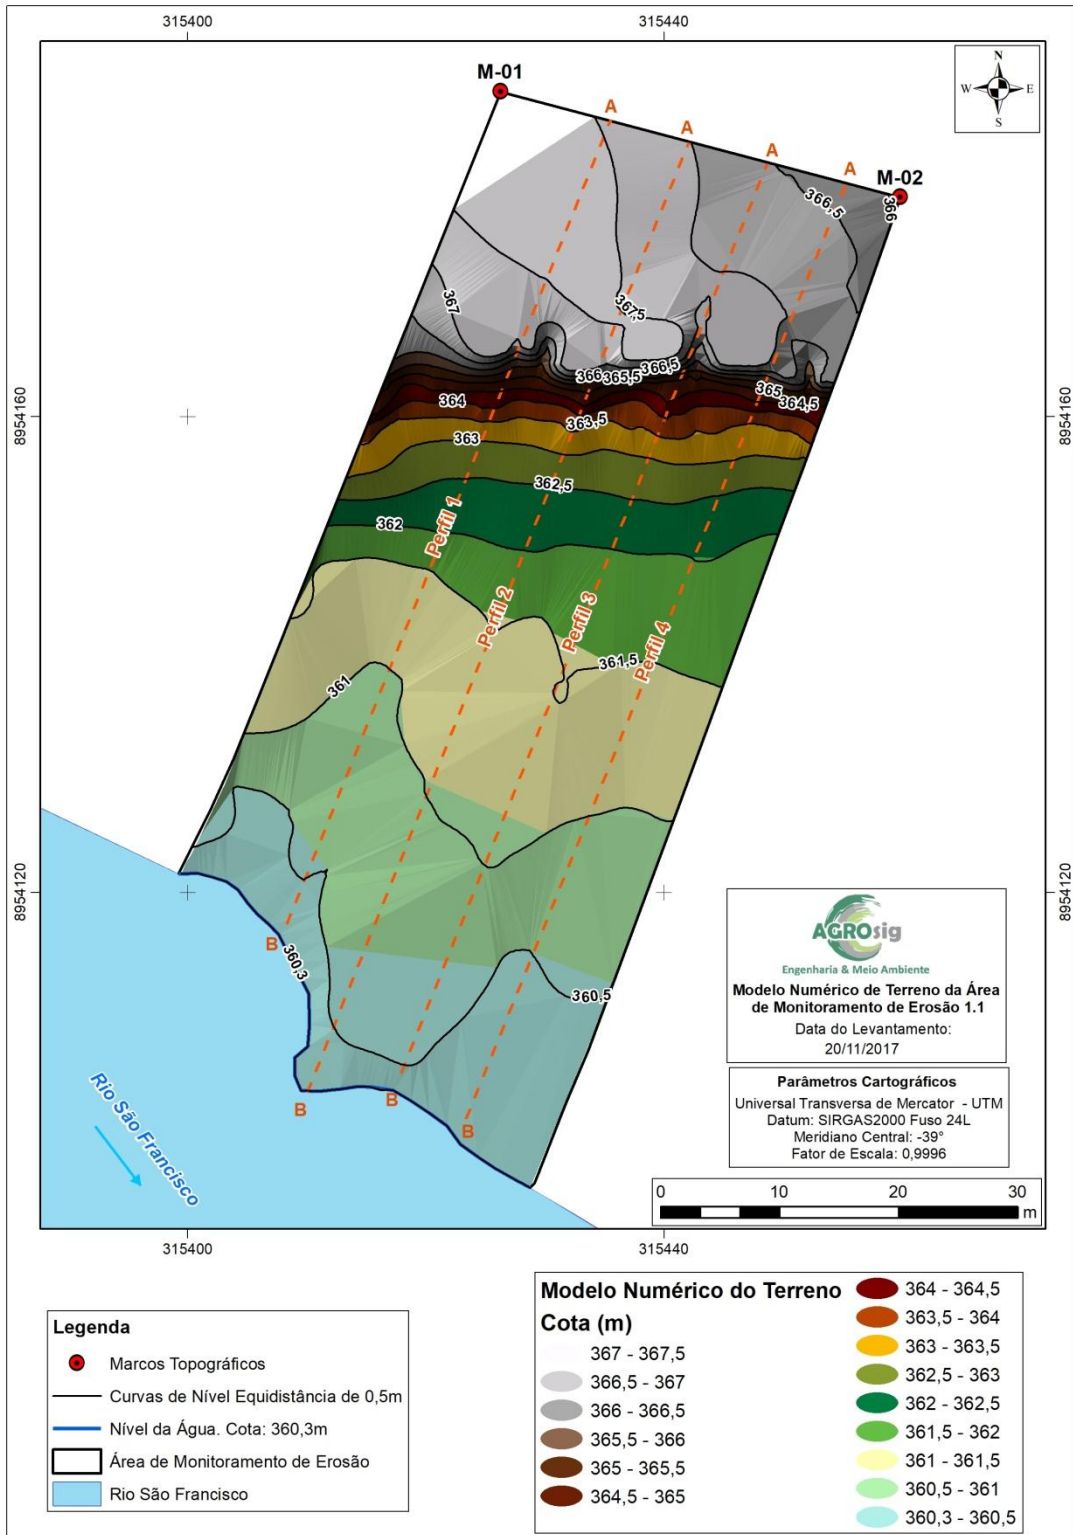 315400
315440
M-01
N
W E
S
A
A
A
A
M-02
366
366,5
367
367,5
366,5
366
365,5
365
364,5
364
363,5
8954160
8954160
363
362,5
362
Perfil 1
Perfil 2
Perfil 3
Perfil 4
361,5
361
8954120
8954120
B
360,3
360,5
B
B
B
Rio São Francisco
AGROsig
Engenharia & Meio Ambiente
Modelo Numérico de Terreno da Área
de Monitoramento de Erosão 1.1
Data do Levantamento:
20/11/2017
Parâmetros Cartográficos
Universal Transversa de Mercator - UTM
Datum: SIRGAS2000 Fuso 24L
Meridiano Central: -39°
Fator de Escala: 0,9996
0 10 20 30
m
315400
315440
Legenda
Marcos Topográficos
Curvas de Nível Equidistância de 0,5m
Nível da Água. Cota: 360,3m
Área de Monitoramento de Erosão
Rio São Francisco
Modelo Numérico do Terreno
Cota (m)
367 - 367,5
366,5 - 367
366 - 366,5
365,5 - 366
365 - 365,5
364,5 - 365
364 - 364,5
363,5 - 364
363 - 363,5
362,5 - 363
362 - 362,5
361,5 - 362
361 - 361,5
360,5 - 361
360,3 - 360,5